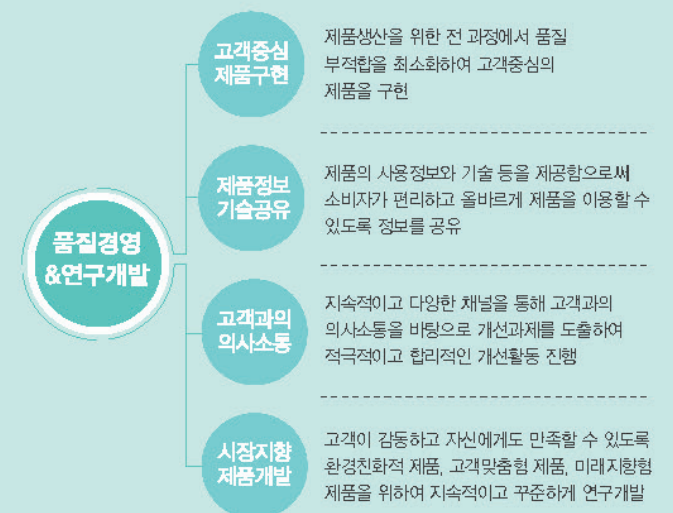 품질경영
&연구개발
고객중심
제품구현
제품생산을 위한 전 과정에서 품질
부적합을 최소화하여 고객중심의
제품을 구현
제품정보
기술공유
제품의 사용정보와 기술 등을 제공함으로써
소비자가 편리하고 올바르게 제품을 이용할 수
있도록 정보를 공유
고객과의
의사소통
지속적이고 다양한 채널을 통해 고객과의
의사소통을 바탕으로 개선과제를 도출하여
적극적이고 합리적인 개선활동 진행
시장지향
제품개발
고객이 감동하고 자신에게도 만족할 수 있도록
환경친화적 제품, 고객맞춤형 제품, 미래지향형
제품을 위하여 지속적이고 꾸준하게 연구개발